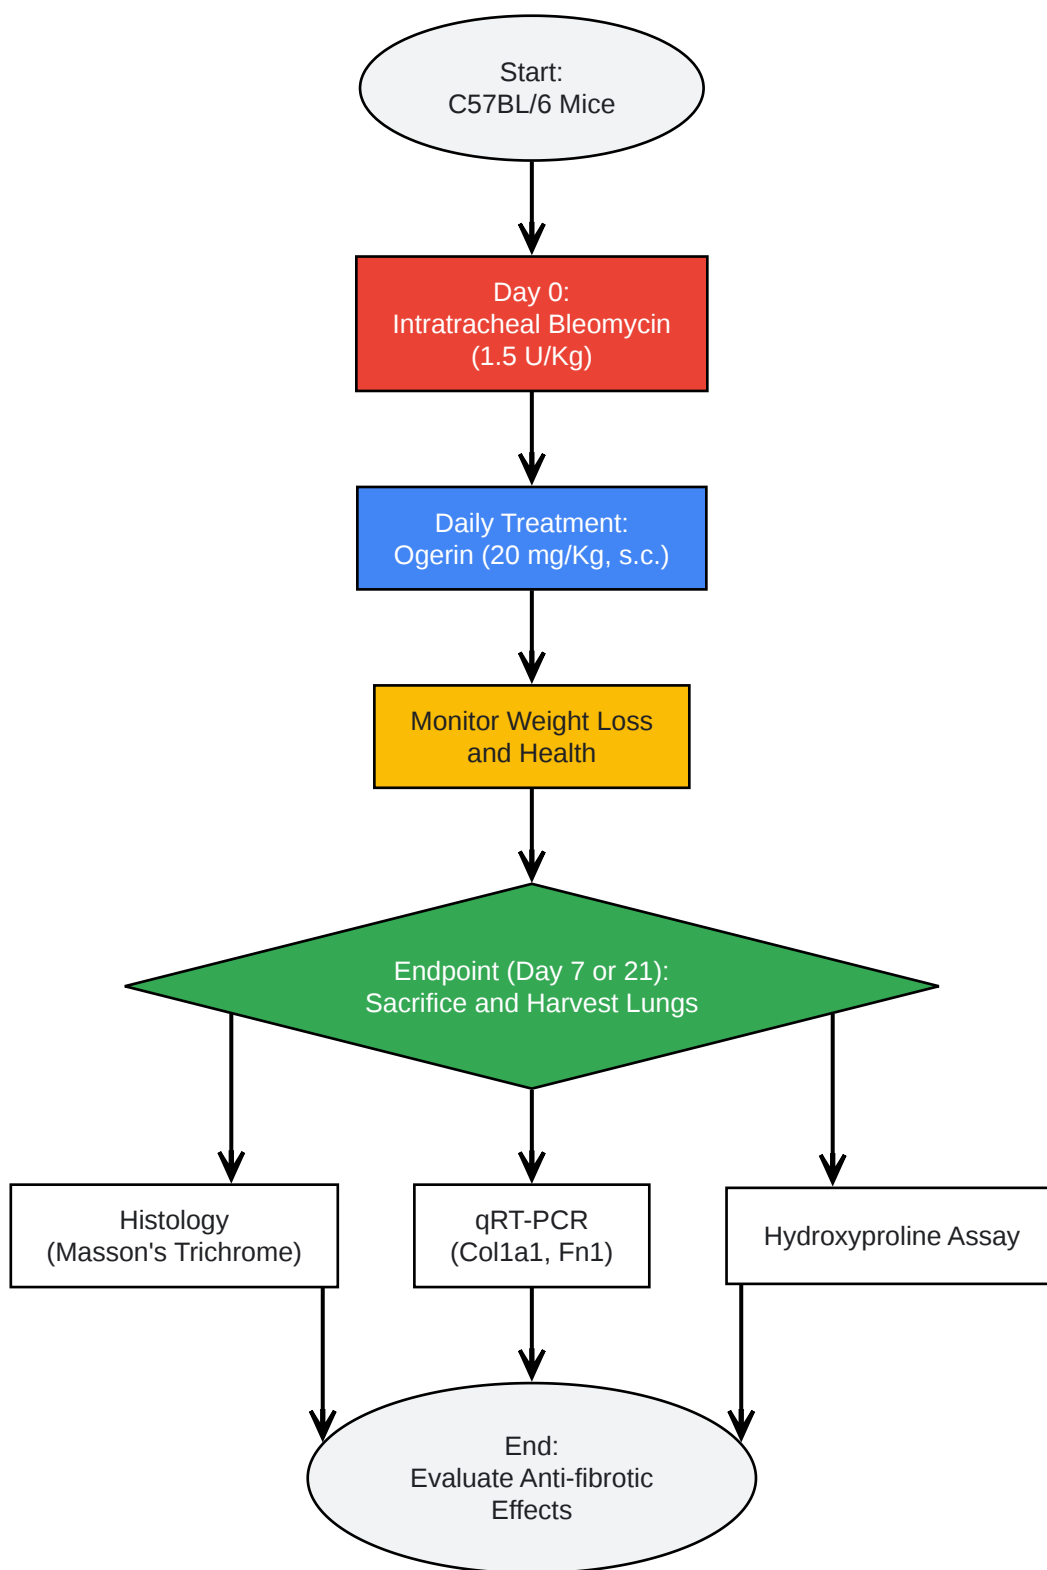 Start:
C57BL/6 Mice
Day 0:
Intratracheal Bleomycin
(1.5 U/Kg)
Daily Treatment:
Ogerin (20 mg/Kg, s.c.)
Monitor Weight Loss
and Health
Endpoint (Day 7 or 21):
Sacrifice and Harvest Lungs
Histology
(Masson's Trichrome)
qRT-PCR
(Col1a1, Fn1)
Hydroxyproline Assay
End:
Evaluate Anti-fibrotic
Effects